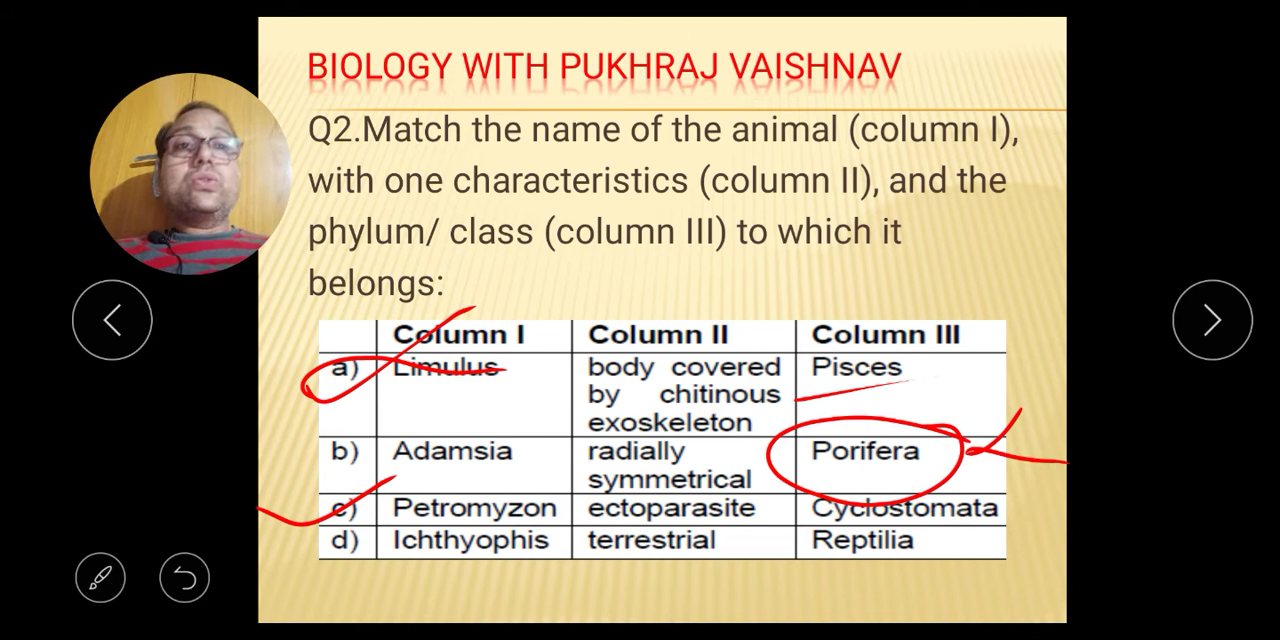 BIOLOGY WITH PUKHRAJ VAISHNAV
Q2.Match the name of the animal (column I),
with one characteristics (column II), and the
phylum/ class (column III) to which it
belongs:
Column I Column II Column III
a) Limulus body covered by chitinous exoskeleton Pisces
b) Adamsia radially symmetrical Porifera
c) Petromyzon ectoparasite Cyclostomata
d) Ichthyophis terrestrial Reptilia